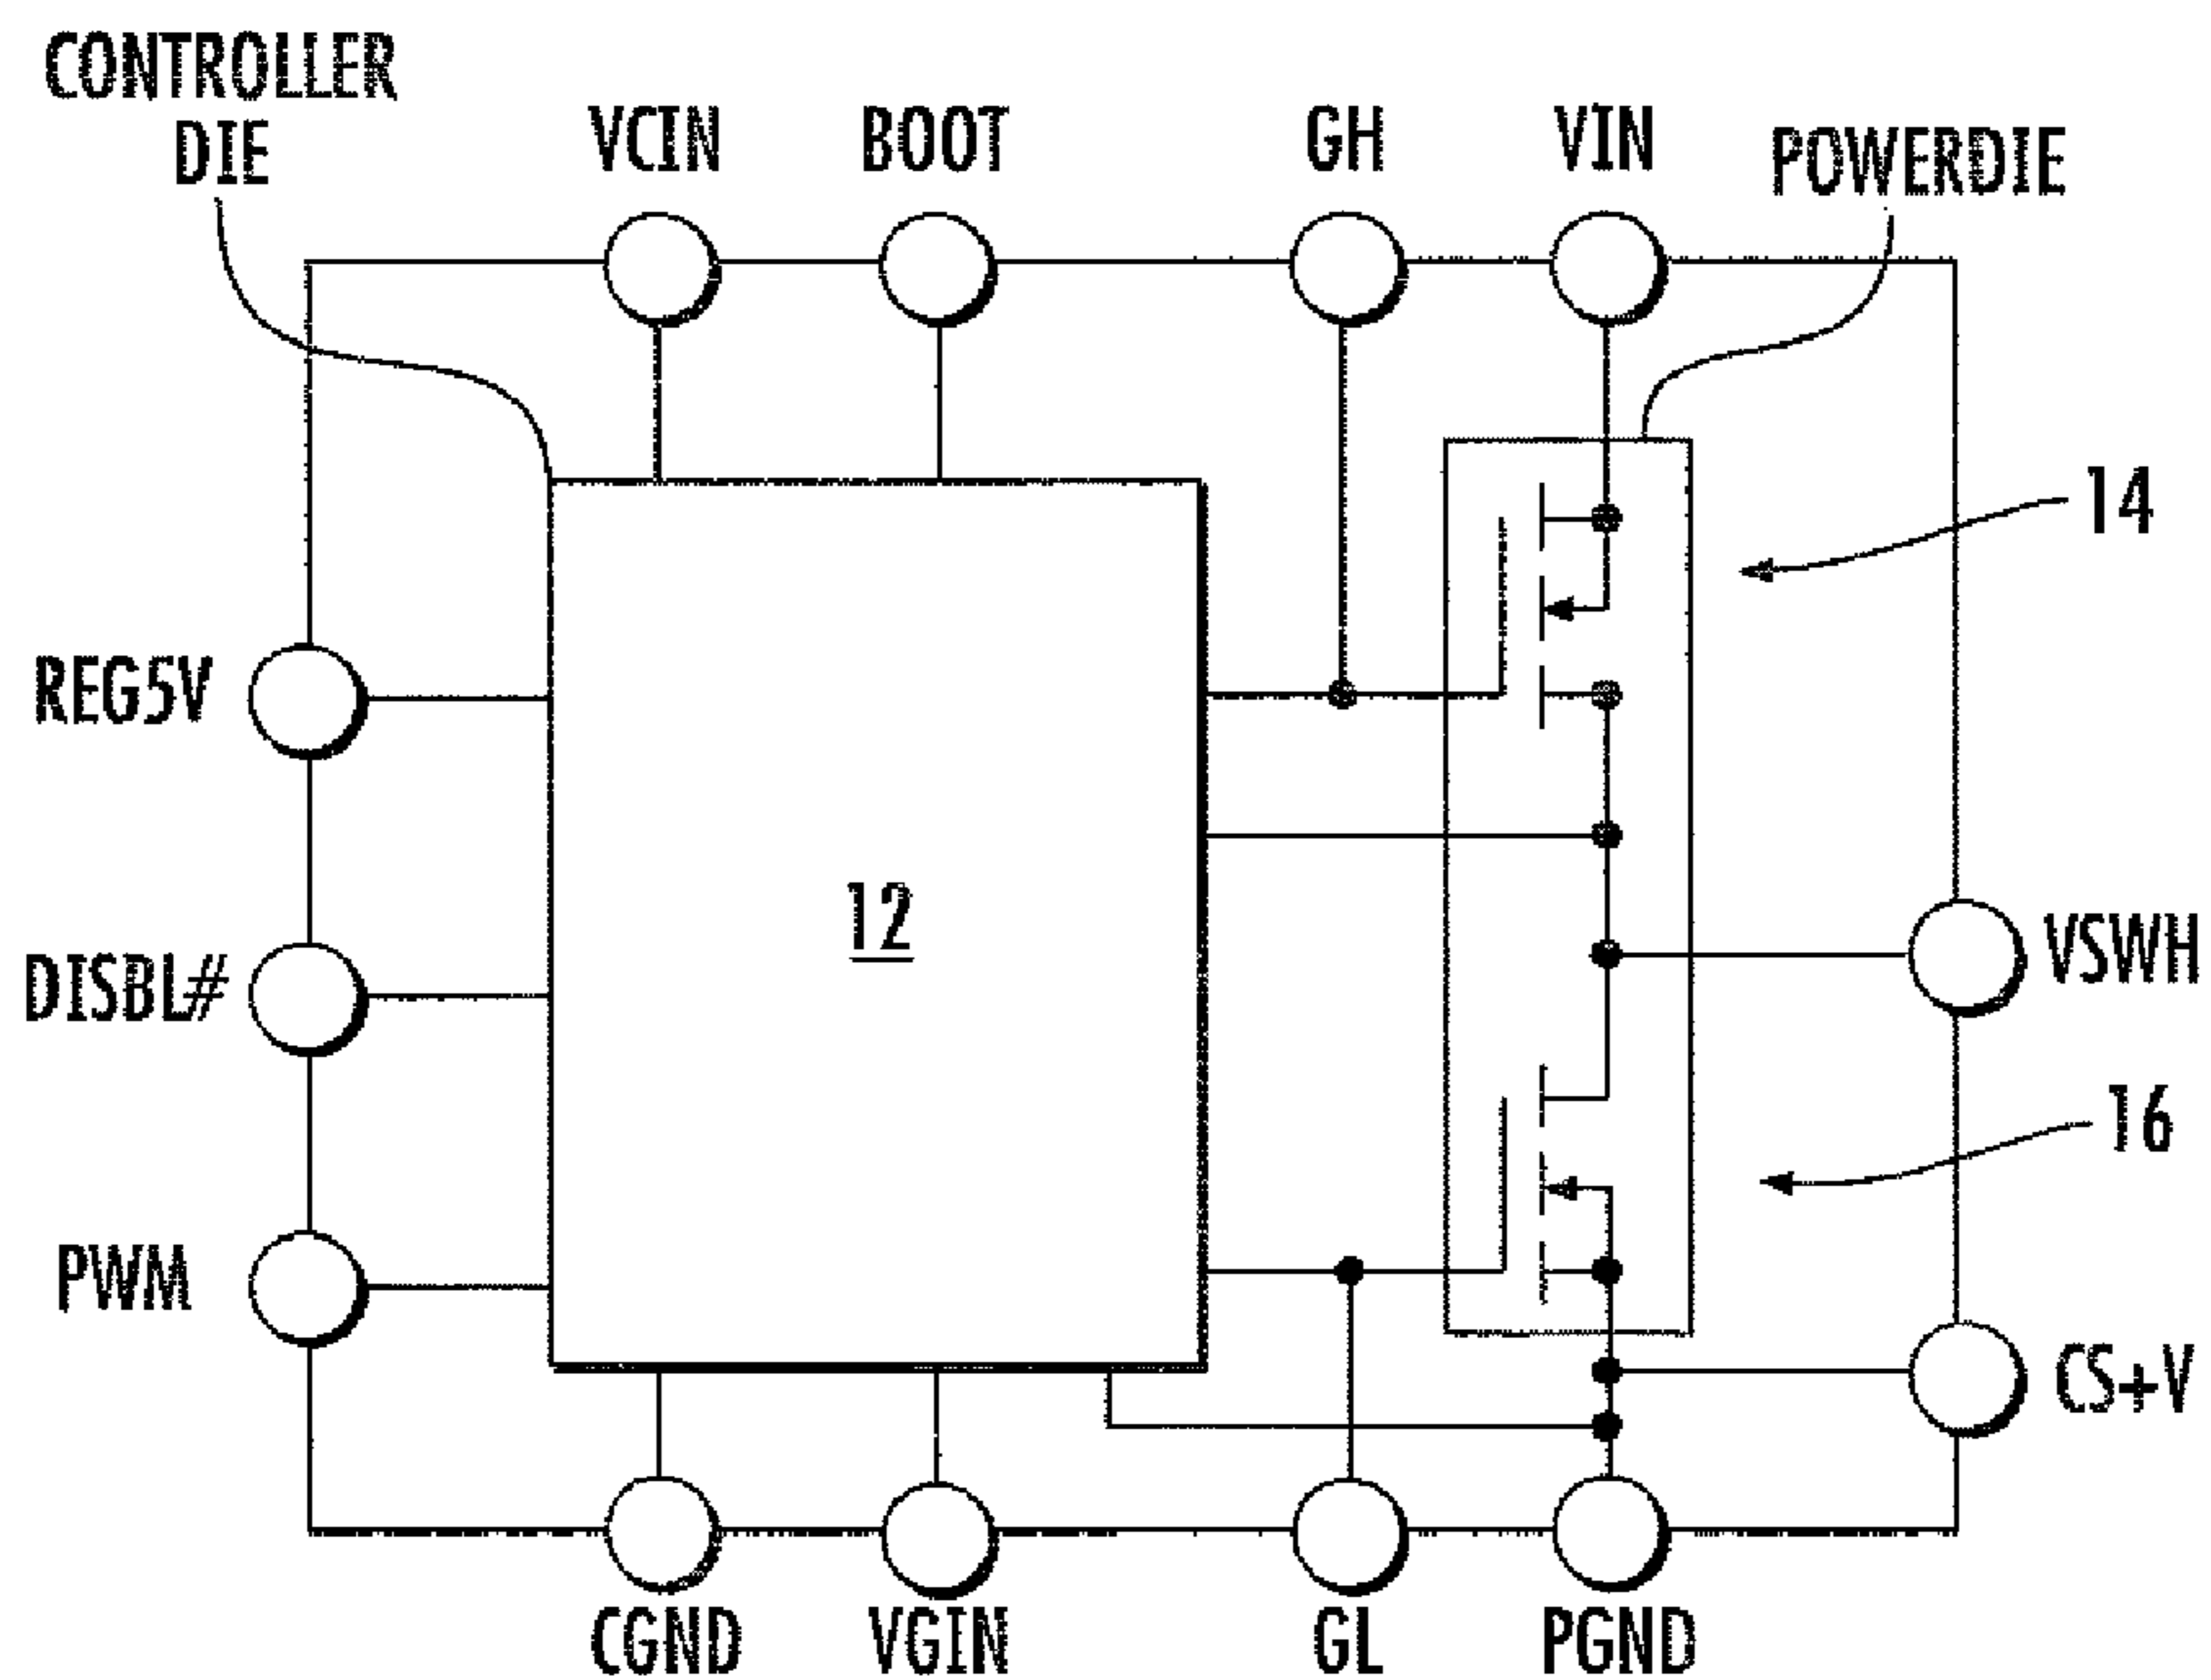 CONTROLLER
DIE
VCIN
BOOT
GH
VIN
POWERDIE
14
REG5V
12
DISBL#
VSWH
16
PWM
CS+V
CGND
VGIN
GL
PGND